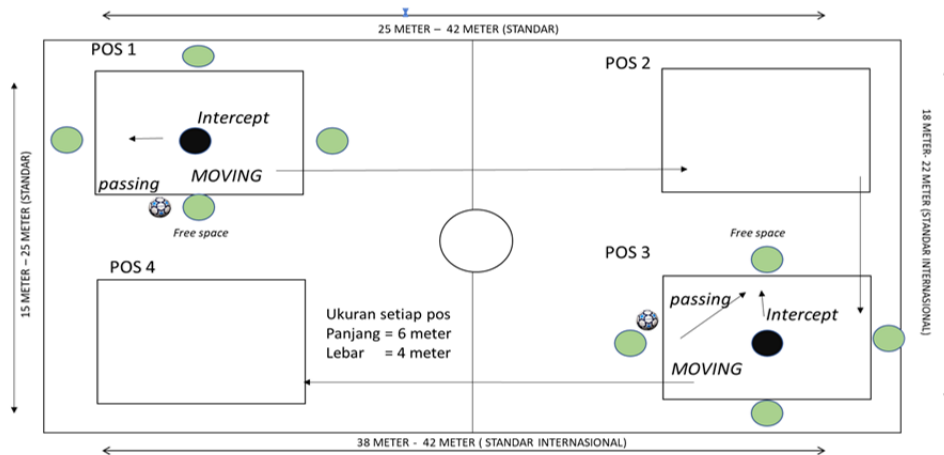 25 METER – 42 METER (STANDAR)
POS 1
POS 2
Intercept
MOVING
passing
Free space
15 METER – 25 METER (STANDAR)
18 METER- 22 METER (STANDAR INTERNASIONAL)
POS 4
POS 3
Free space
passing
Intercept
MOVING
Ukuran setiap pos
Panjang = 6 meter
Lebar = 4 meter
38 METER - 42 METER ( STANDAR INTERNASIONAL)